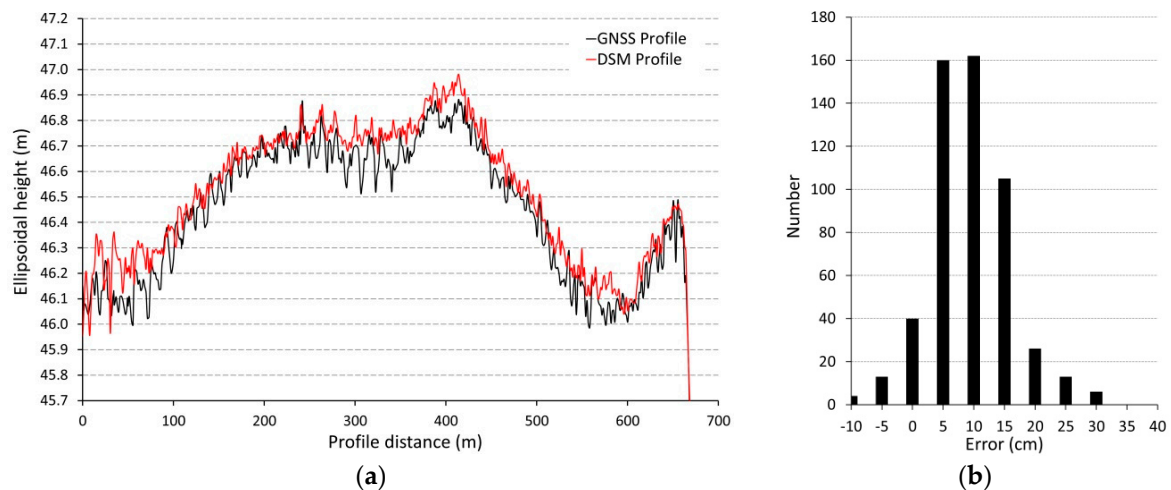 47.2
47.1
47.0
46.9
46.8
46.7
46.6
46.5
46.4
46.3
46.2
46.1
46.0
45.9
45.8
45.7
Ellipsoidal height (m)
GNSS Profile
DSM Profile
0 100 200 300 400 500 600 700
Profile distance (m)
(a)
180
160
140
120
100
80
60
40
20
0
Number
-10 -5 0 5 10 15 20 25 30 35 40
Error (cm)
(b)